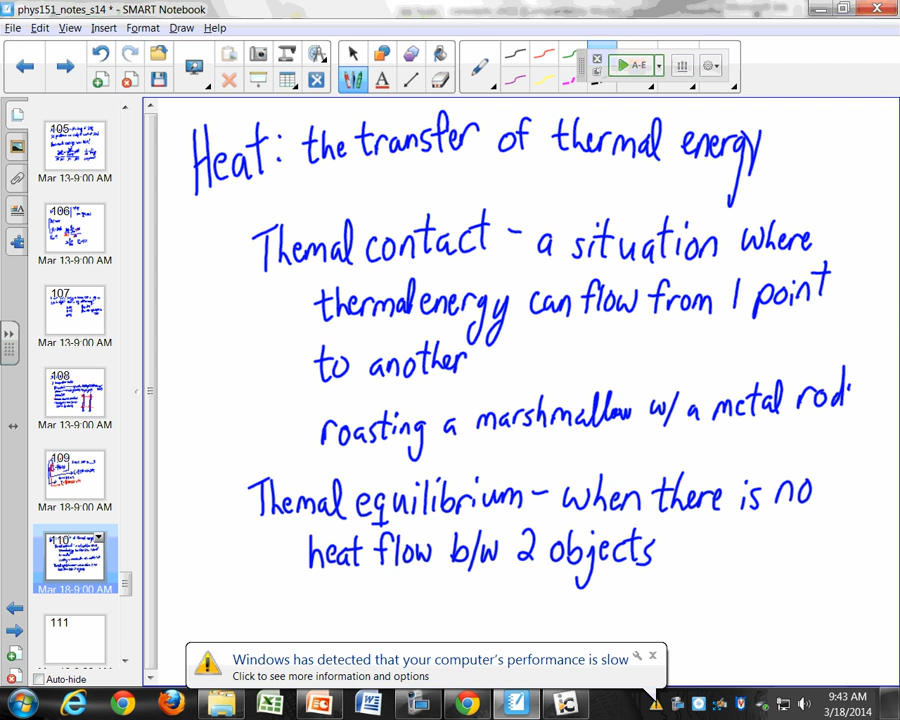 phys151_notes_s14 * - SMART Notebook
File Edit View Insert Format Draw Help
A-E
Heat: the transfer of thermal energy
Themal contact - a situation where
thermal energy can flow from 1 point
to another
roasting a marshmallow w/ a metal rod.
Themal equilibrium - when there is no
heat flow b/w 2 objects
105
Mar 13-9:00 AM
106
Mar 13-9:00 AM
107
Mar 13-9:00 AM
108
Mar 13-9:00 AM
109
Mar 18-9:00 AM
110
Mar 18-9:00 AM
111
Auto-hide
Windows has detected that your computer's performance is slow
Click to see more information and options
9:43 AM
3/18/2014